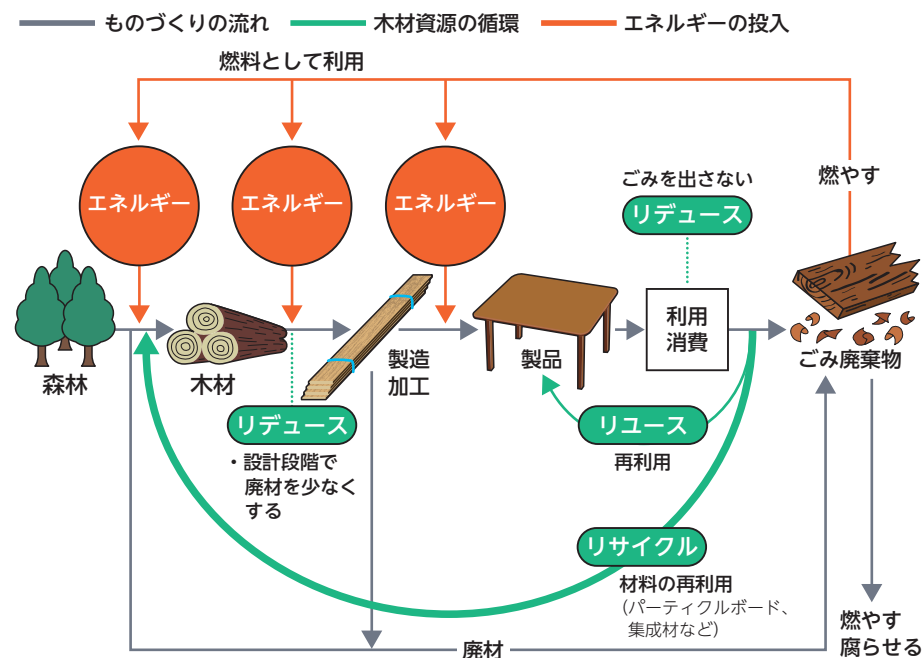 ものづくりの流れ
木材資源の循環
エネルギーの投入
燃料として利用
エネルギー
エネルギー
エネルギー
ごみを出さない
リデュース
燃やす
森林
木材
製造
加工
製品
利用
消費
ごみ廃棄物
リデュース
・設計段階で
廃材を少なく
する
リユース
再利用
リサイクル
材料の再利用
(パーティクルボード、
集成材など)
廃材
燃やす
腐らせる